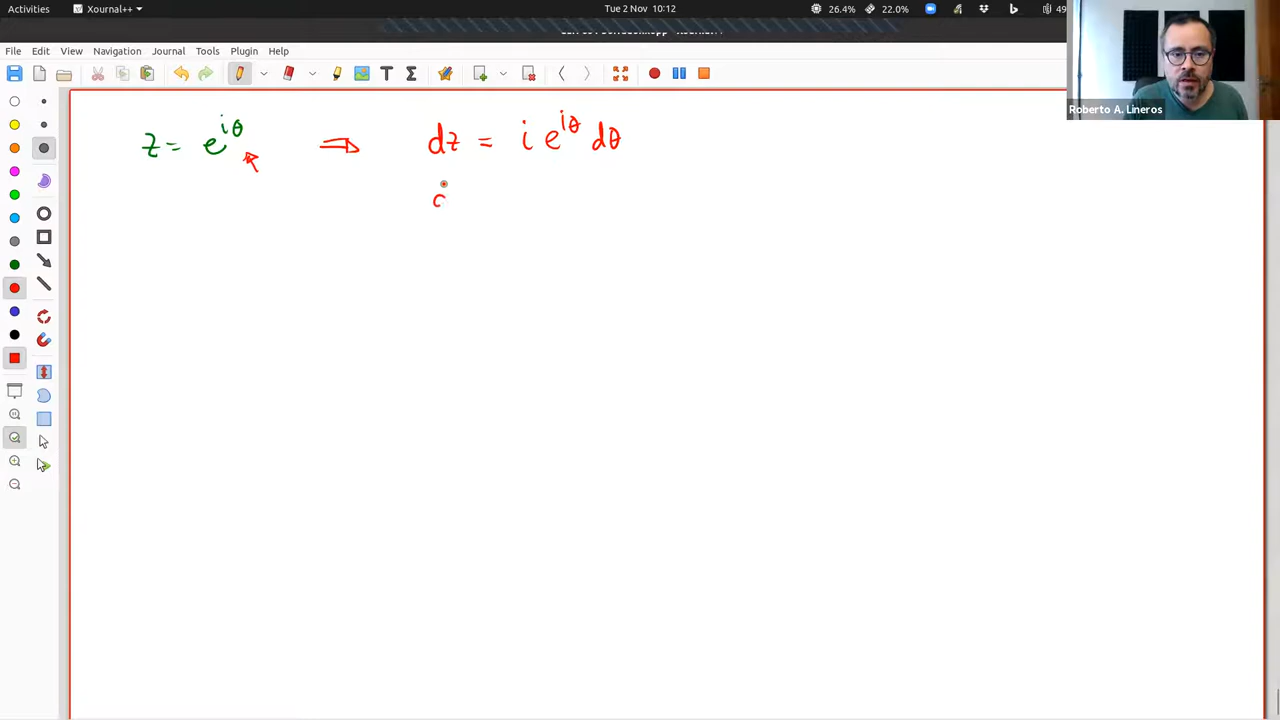 Activities
Xournal++
Tue 2 Nov 10:12
26.4%
22.0%
File Edit View Navigation Journal Tools Plugin Help
Roberto A. Lineros
z = e^{iθ} ⇒ dz = i e^{iθ} dθ